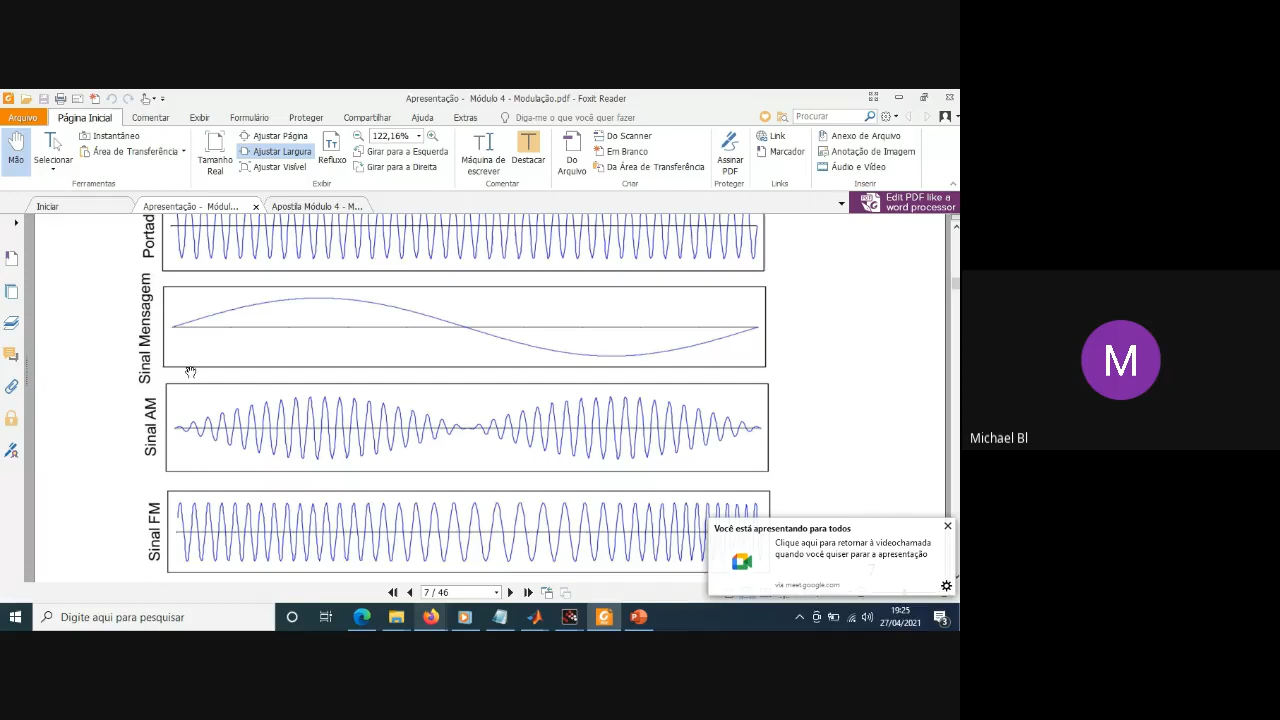 Apresentação - Módulo 4 - Modulação.pdf - Foxit Reader
Arquivo Página Inicial Comentar Exibir Formulário Proteger Compartilhar Ajuda Extras Diga-me o que você quer fazer Procurar
Mão
Selecionar
Instantâneo
Área de Transferência
Ferramentas
Tamanho Real
Ajustar Página
Ajustar Largura
Ajustar Visível
Refluxo
122,16%
Girar para a Esquerda
Girar para a Direita
Exibir
Máquina de escrever
Destacar
Comentar
Do Arquivo
Do Scanner
Em Branco
Da Área de Transferência
Criar
Assinar PDF
Proteger
Link
Marcador
Links
Anexo de Arquivo
Anotação de Imagem
Áudio e Vídeo
Inserir
Iniciar
Apresentação - Módul...
Apostila Módulo 4 - M...
Edit PDF like a
word processor
Portad
Sinal Mensagem
Sinal AM
Sinal FM
Você está apresentando para todos
Clique aqui para retornar à videochamada
quando você quiser parar a apresentação
via meet.google.com
7 / 46
Digite aqui para pesquisar
19:25
27/04/2021
3
M
Michael Bl